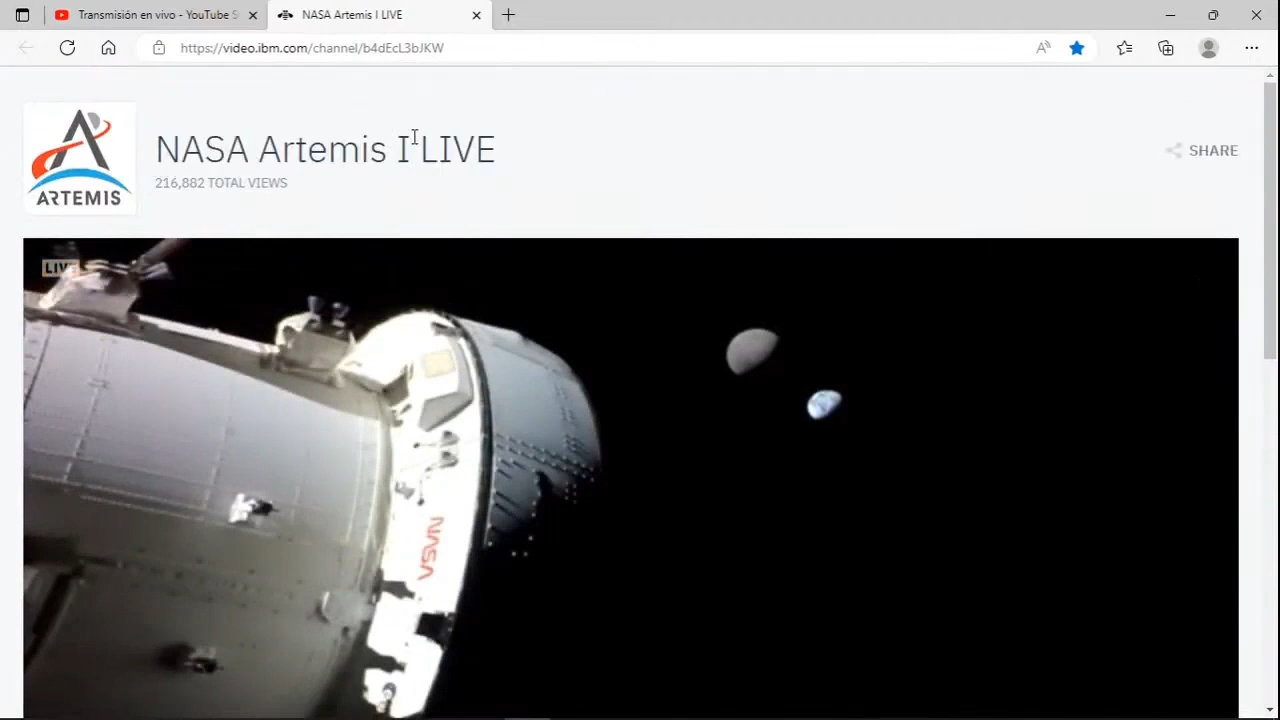 Transmisión en vivo - YouTube S
NASA Artemis I LIVE
https://video.ibm.com/channel/b4dEcL3bJKW
ARTEMIS
NASA Artemis I LIVE
216,882 TOTAL VIEWS
SHARE
LIVE
NASA